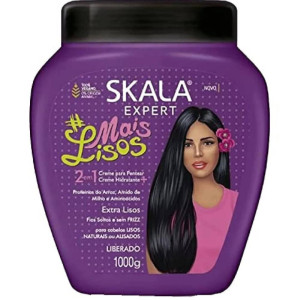 SKALA
EXPERT
NOVO
#Mais
Lisos
2 em 1 Creme para Pentear
Creme Hidratante
Proteínas do Arroz, Amido de
Milho e Aminoácidos
Extra Lisos
Fios Soltos e sem FRIZZ
para cabelos LISOS
NATURAIS ou ALISADOS
LIBERADO
1000g